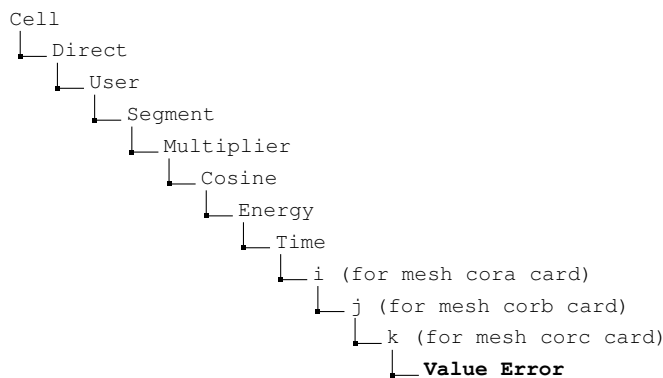 Cell
Direct
User
Segment
Multiplier
Cosine
Energy
Time
i (for mesh cora card)
j (for mesh corb card)
k (for mesh corc card)
Value Error